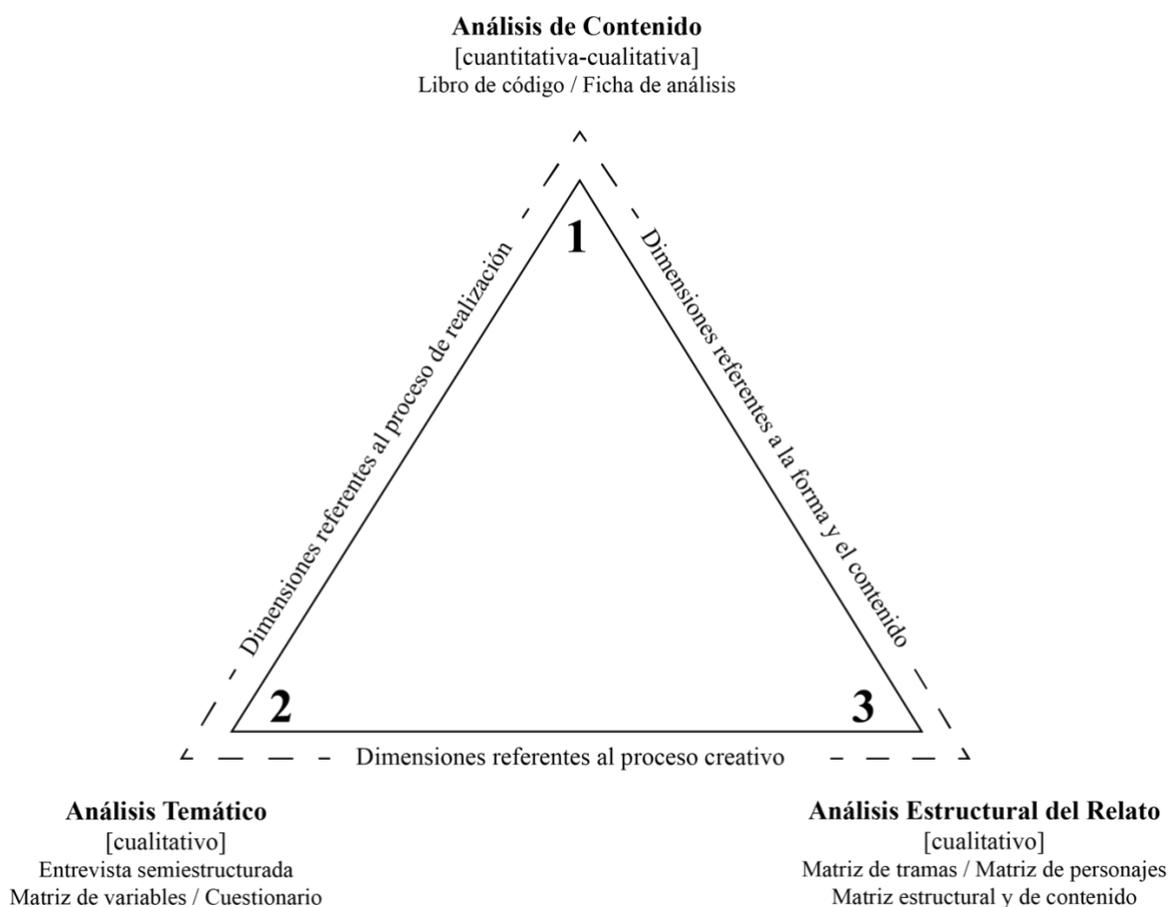 Análisis de Contenido
[cuantitativa-cualitativa]
Libro de código / Ficha de análisis
1
Dimensiones referentes al proceso de realización
Dimensiones referentes a la forma y el contenido
2
3
Dimensiones referentes al proceso creativo
Análisis Temático
[cualitativo]
Entrevista semiestructurada
Matriz de variables / Cuestionario
Análisis Estructural del Relato
[cualitativo]
Matriz de tramas / Matriz de personajes
Matriz estructural y de contenido